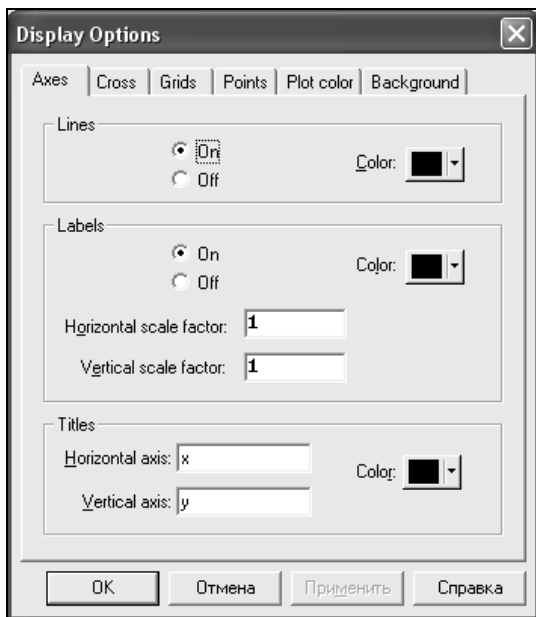 Display Options
Axes Cross Grids Points Plot color Background
Lines
On
Color:
Off
Labels
On
Color:
Off
Horizontal scale factor: 1
Vertical scale factor: 1
Titles
Horizontal axis: x
Color:
Vertical axis: y
OK Отмена Применить Справка